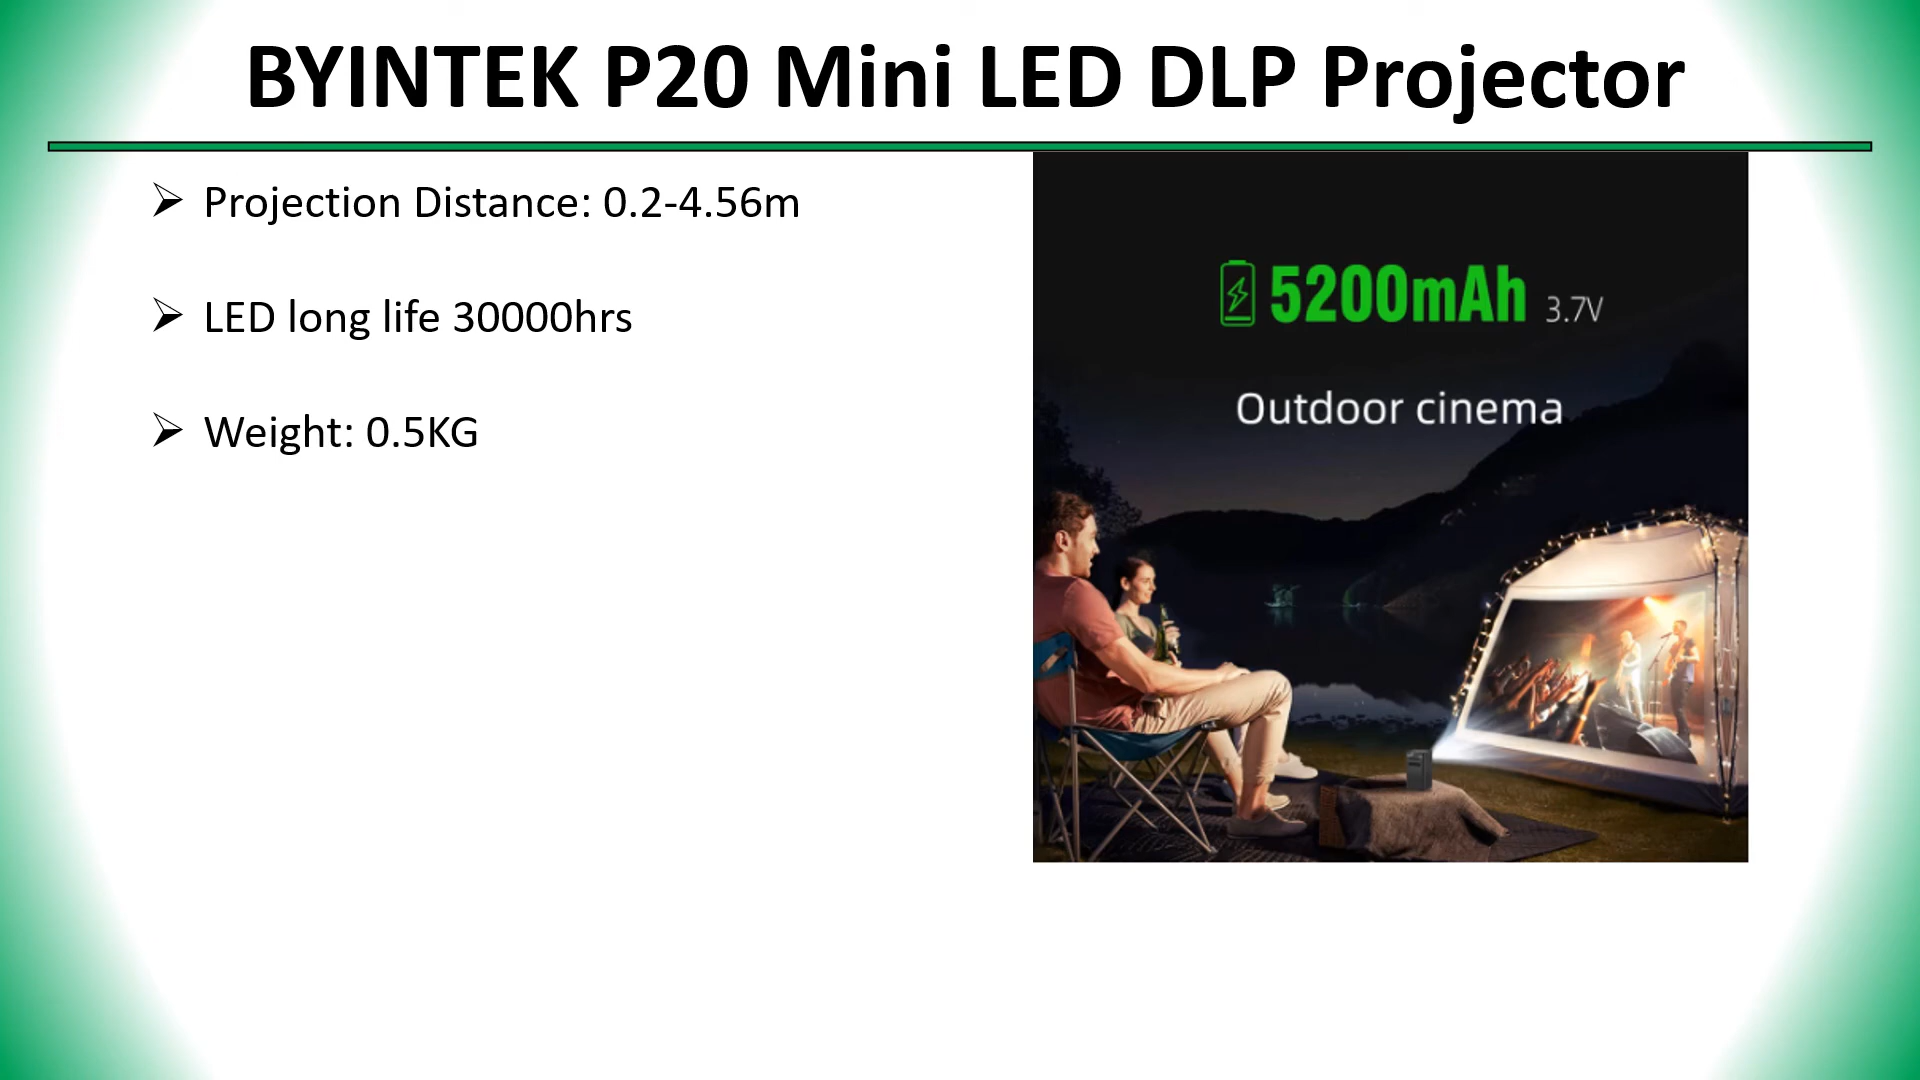 BYINTEK P20 Mini LED DLP Projector
Projection Distance: 0.2-4.56m
LED long life 30000hrs
Weight: 0.5KG
5200mAh 3.7V
Outdoor cinema